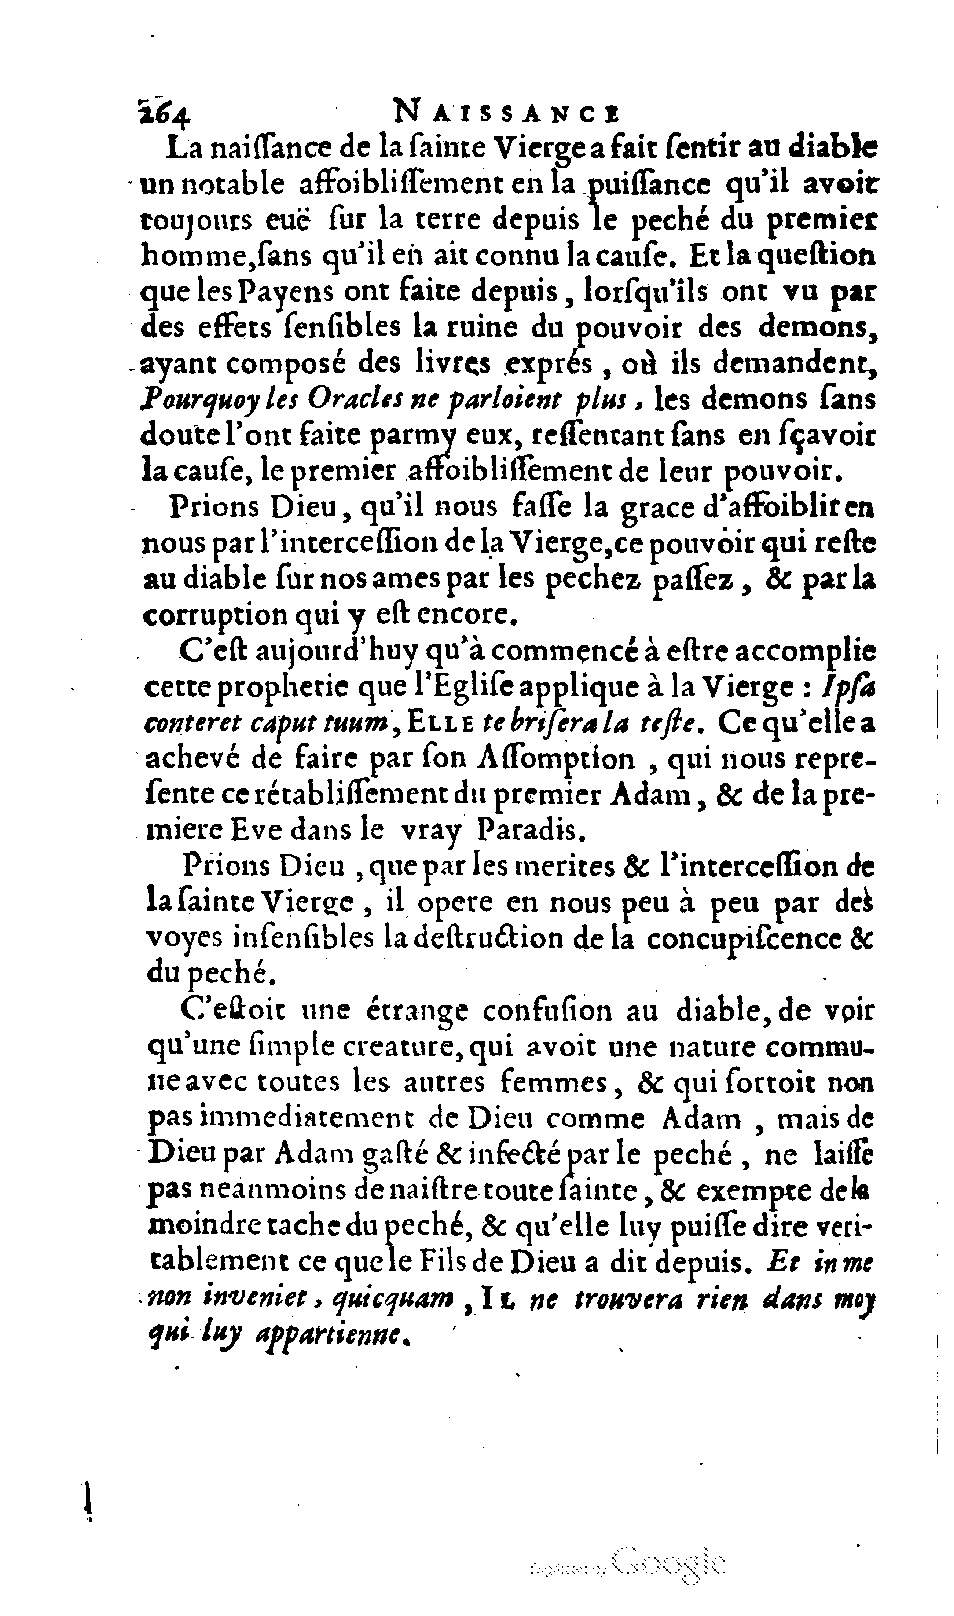 264 NAISSANCE
La naiſſance de la ſainte Vierge a fait ſentir au diable
un notable affoibliſſement en la puiſſance qu'il avoit
toujours euë ſur la terre depuis le peché du premier
homme, ſans qu'il en ait connu la cauſe. Et la queſtion
que les Payens ont faite depuis, lorſqu'ils ont vu par
des effets ſenſibles la ruine du pouvoir des demons,
ayant composé des livres exprés, où ils demandent,
Pourquoy les Oracles ne parloient plus, les demons ſans
doute l'ont faite parmy eux, reſſentant ſans en ſçavoir
la cauſe, le premier affoibliſſement de leur pouvoir.
Prions Dieu, qu'il nous faſſe la grace d'affoiblir en
nous par l'interceſſion de la Vierge, ce pouvoir qui reſte
au diable ſur nos ames par les pechez paſſez, & par la
corruption qui y eſt encore.
C'eſt aujourd'huy qu'à commencé à eſtre accomplie
cette prophetie que l'Egliſe applique à la Vierge : Ipſa
conteret caput tuum, ELLE te briſera la teſte. Ce qu'elle a
achevé de faire par ſon Aſſomption, qui nous repre-
ſente ce rétabliſſement du premier Adam, & de la pre-
miere Eve dans le vray Paradis.
Prions Dieu, que par les merites & l'interceſſion de
la ſainte Vierge, il opere en nous peu à peu par des
voyes inſenſibles la deſtruction de la concupiſcence &
du peché.
C'eſtoit une étrange confuſion au diable, de voir
qu'une ſimple creature, qui avoit une nature commu-
ne avec toutes les autres femmes, & qui ſortoit non
pas immediatement de Dieu comme Adam, mais de
Dieu par Adam gaſté & infecté par le peché, ne laiſſe
pas neanmoins de naiſtre toute ſainte, & exempte de la
moindre tache du peché, & qu'elle luy puiſſe dire veri-
tablement ce que le Fils de Dieu a dit depuis. Et in me
non inveniet, quicquam, IL ne trouvera rien dans moy
qui luy appartienne.
Digitized by Google